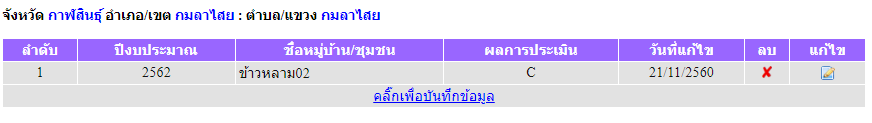 จังหวัด กาฬสินธุ์ อำเภอ/เขต กมลาไสย : ตำบล/แขวง กมลาไสย
ลำดับ ปีงบประมาณ ชื่อหมู่บ้าน/ชุมชน ผลการประเมิน วันที่แก้ไข ลบ แก้ไข
1 2562 ข้าวหลาม02 C 21/11/2560
คลิ๊กเพื่อบันทึกข้อมูล